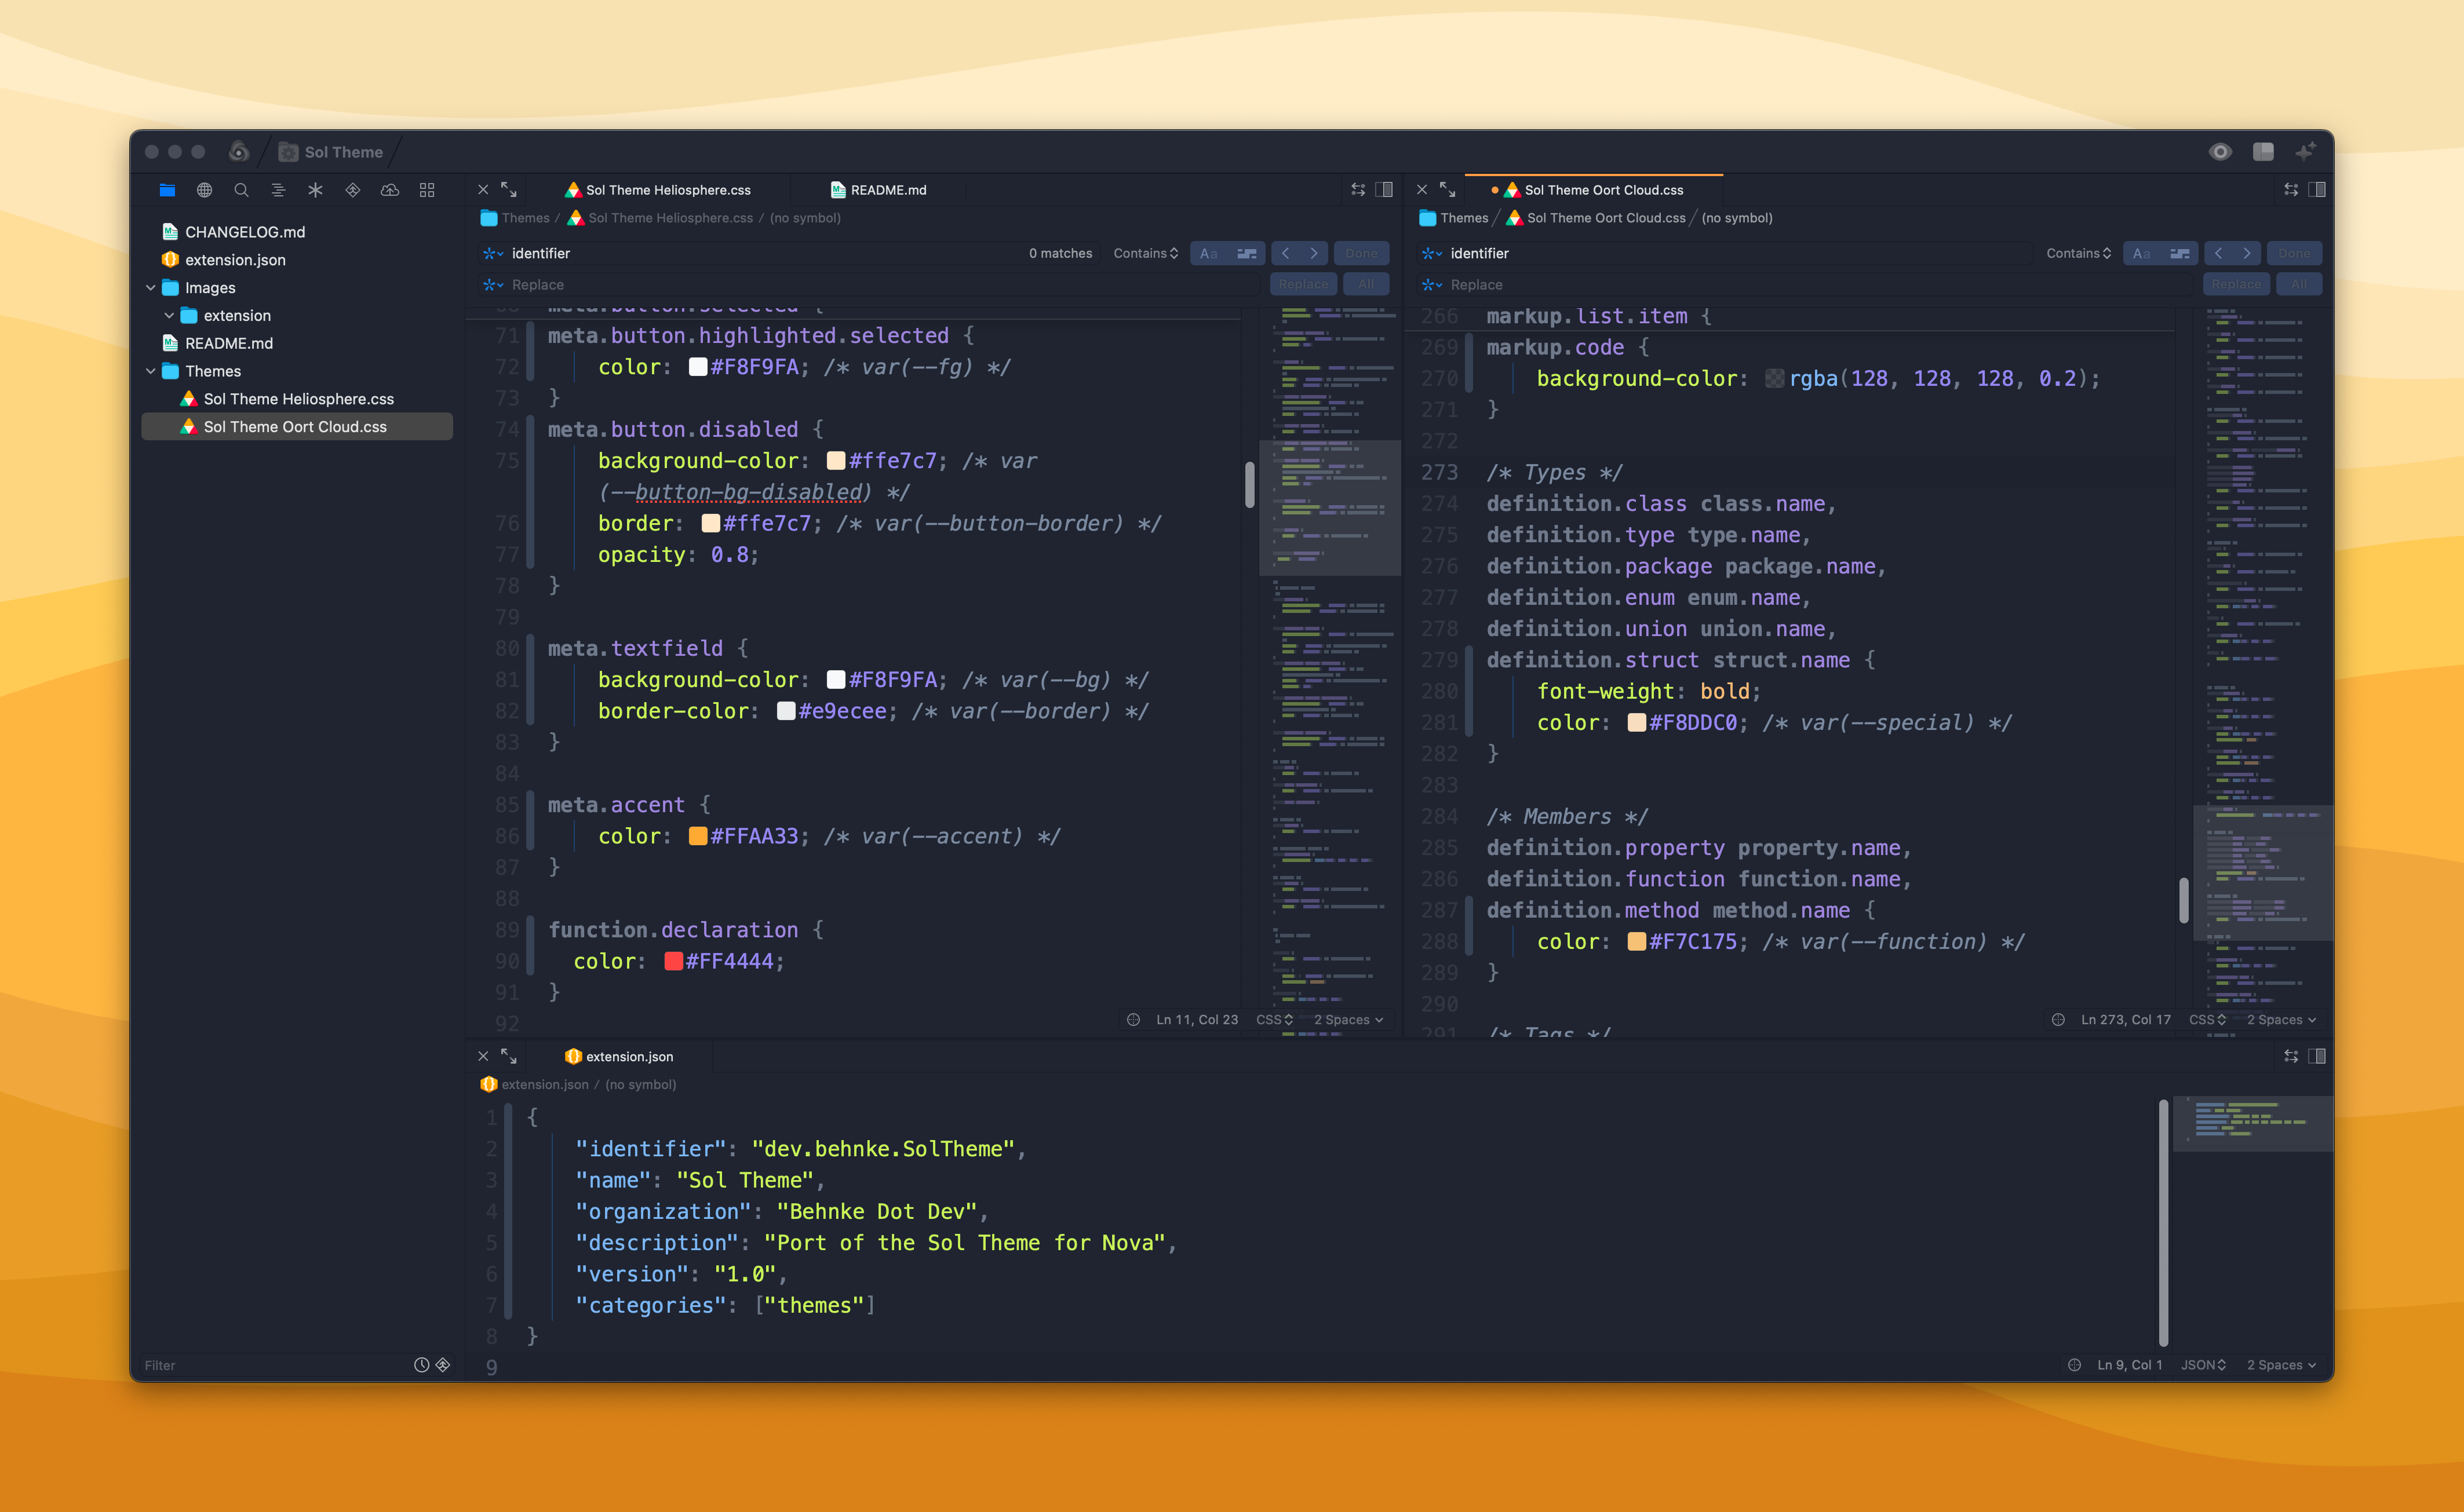 Sol Theme
CHANGELOG.md
extension.json
Images
extension
README.md
Themes
Sol Theme Heliosphere.css
Sol Theme Oort Cloud.css
Filter
Sol Theme Heliosphere.css
README.md
Themes / Sol Theme Heliosphere.css / (no symbol)
identifier 0 matches Contains Aa Done
Replace Replace All
71 meta.button.highlighted.selected {
72 color: #F8F9FA; /* var(--fg) */
73 }
74 meta.button.disabled {
75 background-color: #ffe7c7; /* var
(--button-bg-disabled) */
76 border: #ffe7c7; /* var(--button-border) */
77 opacity: 0.8;
78 }
79
80 meta.textfield {
81 background-color: #F8F9FA; /* var(--bg) */
82 border-color: #e9ecee; /* var(--border) */
83 }
84
85 meta.accent {
86 color: #FFAA33; /* var(--accent) */
87 }
88
89 function.declaration {
90 color: #FF4444;
91 }
92
Ln 11, Col 23 CSS 2 Spaces
Sol Theme Oort Cloud.css
Themes / Sol Theme Oort Cloud.css / (no symbol)
identifier Contains Aa Done
Replace Replace All
266 markup.list.item {
269 markup.code {
270 background-color: rgba(128, 128, 128, 0.2);
271 }
272
273 /* Types */
274 definition.class class.name,
275 definition.type type.name,
276 definition.package package.name,
277 definition.enum enum.name,
278 definition.union union.name,
279 definition.struct struct.name {
280 font-weight: bold;
281 color: #F8DDC0; /* var(--special) */
282 }
283
284 /* Members */
285 definition.property property.name,
286 definition.function function.name,
287 definition.method method.name {
288 color: #F7C175; /* var(--function) */
289 }
290
291 /* Tags */
Ln 273, Col 17 CSS 2 Spaces
extension.json
extension.json / (no symbol)
1 {
2 "identifier": "dev.behnke.SolTheme",
3 "name": "Sol Theme",
4 "organization": "Behnke Dot Dev",
5 "description": "Port of the Sol Theme for Nova",
6 "version": "1.0",
7 "categories": ["themes"]
8 }
9
Ln 9, Col 1 JSON 2 Spaces